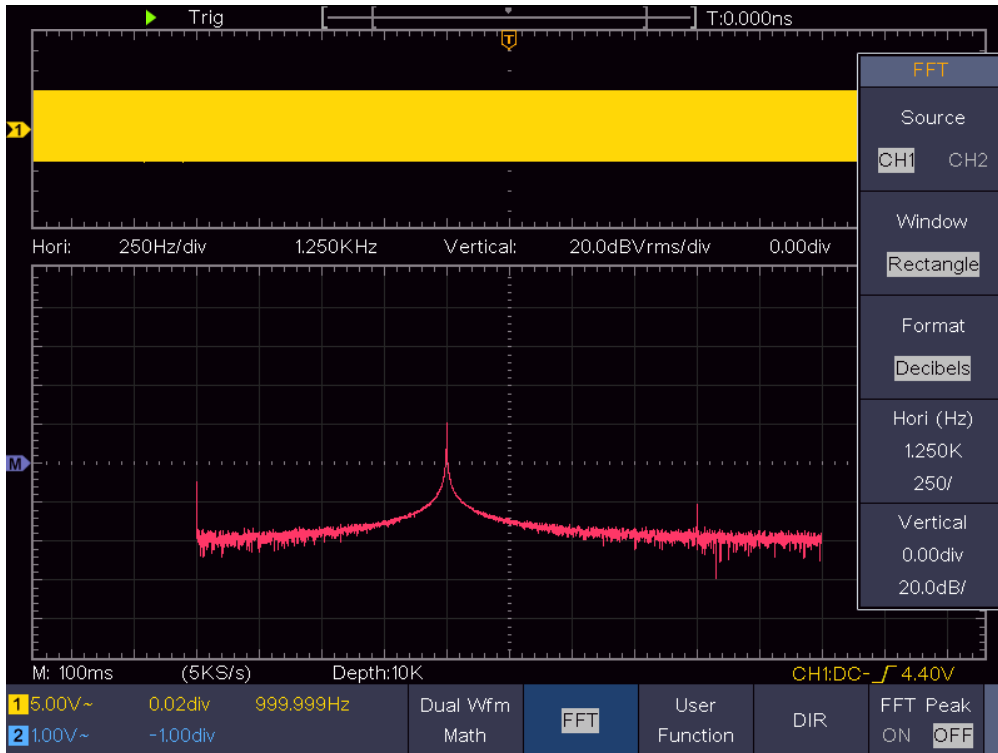 Trig T:0.000ns
T
1
Hori: 250Hz/div 1.250KHz Vertical: 20.0dBVrms/div 0.00div
M
FFT
Source
CH1 CH2
Window
Rectangle
Format
Decibels
Hori (Hz)
1.250K
250/
Vertical
0.00div
20.0dB/
M: 100ms (5KS/s) Depth:10K CH1:DC- 4.40V
1 5.00V~ 0.02div 999.999Hz
2 1.00V~ -1.00div
Dual Wfm
Math
FFT
User
Function
DIR
FFT Peak
ON OFF